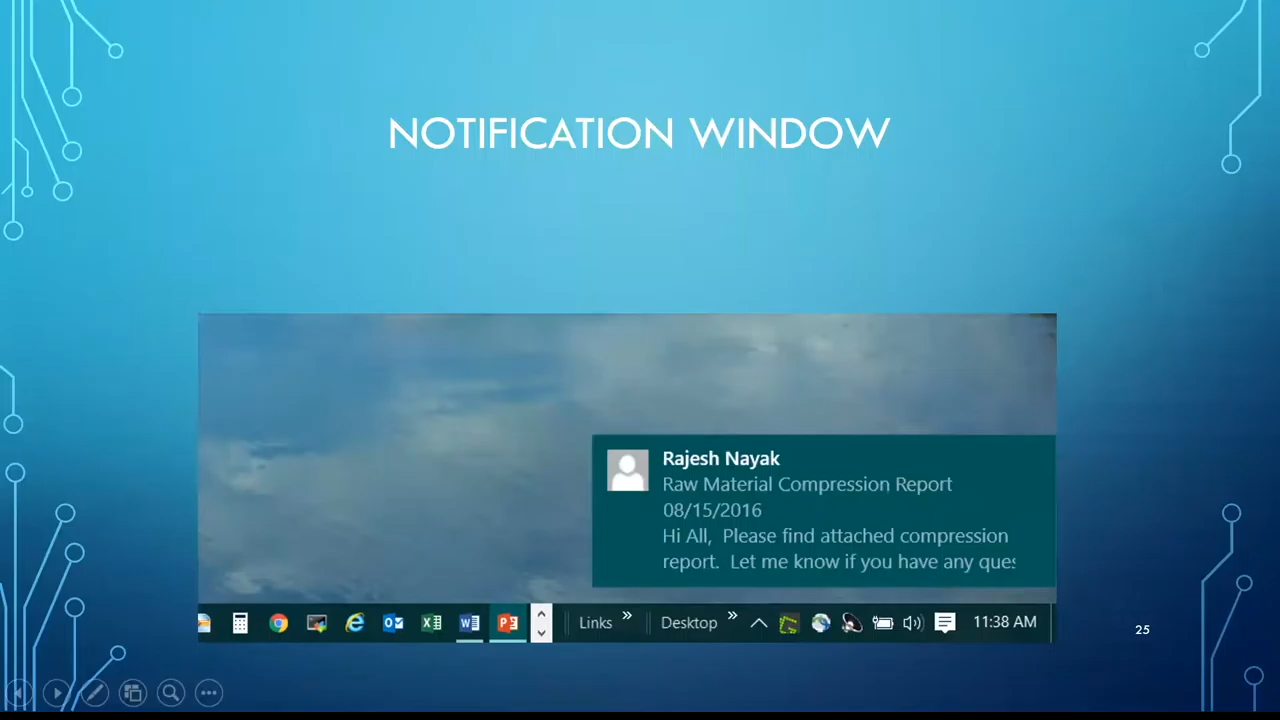 NOTIFICATION WINDOW
Rajesh Nayak
Raw Material Compression Report
08/15/2016
Hi All, Please find attached compression
report. Let me know if you have any ques
Links »
Desktop »
11:38 AM
25